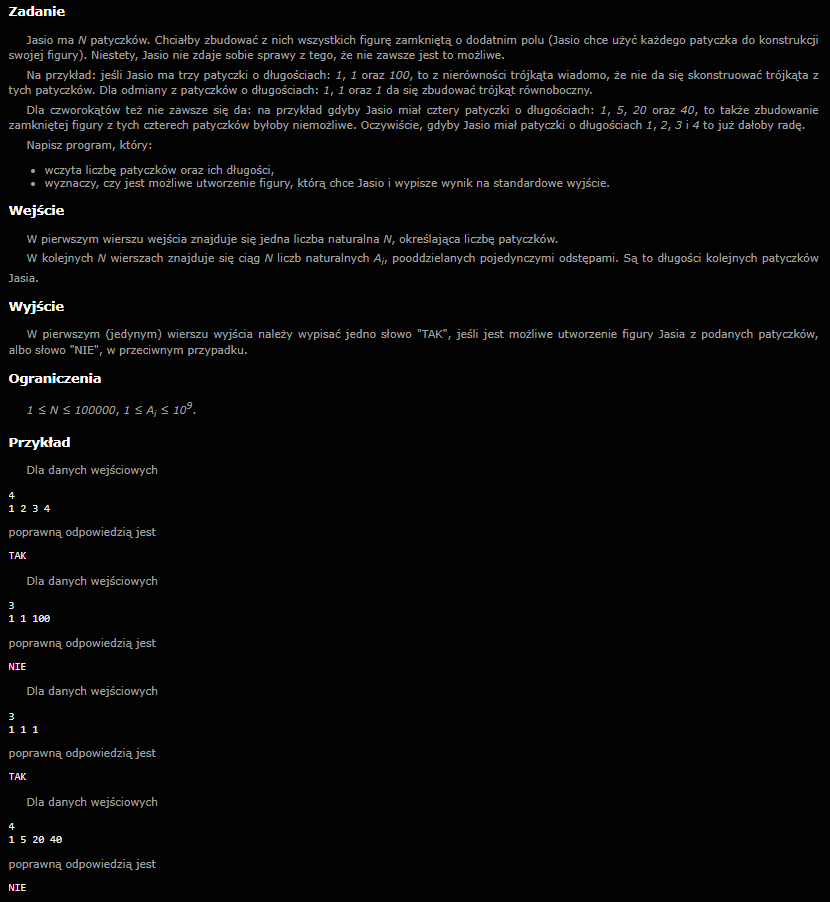 Zadanie
Jasio ma N patyczków. Chciałby zbudować z nich wszystkich figurę zamkniętą o dodatnim polu (Jasio chce użyć każdego patyczka do konstrukcji
swojej figury). Niestety, Jasio nie zdaje sobie sprawy z tego, że nie zawsze jest to możliwe.
Na przykład: jeśli Jasio ma trzy patyczki o długościach: 1, 1 oraz 100, to z nierówności trójkąta wiadomo, że nie da się skonstruować trójkąta z
tych patyczków. Dla odmiany z patyczków o długościach: 1, 1 oraz 1 da się zbudować trójkąt równoboczny.
Dla czworokątów też nie zawsze się da: na przykład gdyby Jasio miał cztery patyczki o długościach: 1, 5, 20 oraz 40, to także zbudowanie
zamkniętej figury z tych czterech patyczków byłoby niemożliwe. Oczywiście, gdyby Jasio miał patyczki o długościach 1, 2, 3 i 4 to już dałoby radę.
Napisz program, który:
• wczyta liczbę patyczków oraz ich długości,
• wyznaczy, czy jest możliwe utworzenie figury, którą chce Jasio i wypisze wynik na standardowe wyjście.
Wejście
W pierwszym wierszu wejścia znajduje się jedna liczba naturalna N, określająca liczbę patyczków.
W kolejnych N wierszach znajduje się ciąg N liczb naturalnych Ai, pooddzielanych pojedynczymi odstępami. Są to długości kolejnych patyczków
Jasia.
Wyjście
W pierwszym (jedynym) wierszu wyjścia należy wypisać jedno słowo "TAK", jeśli jest możliwe utworzenie figury Jasia z podanych patyczków,
albo słowo "NIE", w przeciwnym przypadku.
Ograniczenia
1 ≤ N ≤ 100000, 1 ≤ Ai ≤ 10⁹.
Przykład
Dla danych wejściowych
4
1 2 3 4
poprawną odpowiedzią jest
TAK
Dla danych wejściowych
3
1 1 100
poprawną odpowiedzią jest
NIE
Dla danych wejściowych
3
1 1 1
poprawną odpowiedzią jest
TAK
Dla danych wejściowych
4
1 5 20 40
poprawną odpowiedzią jest
NIE